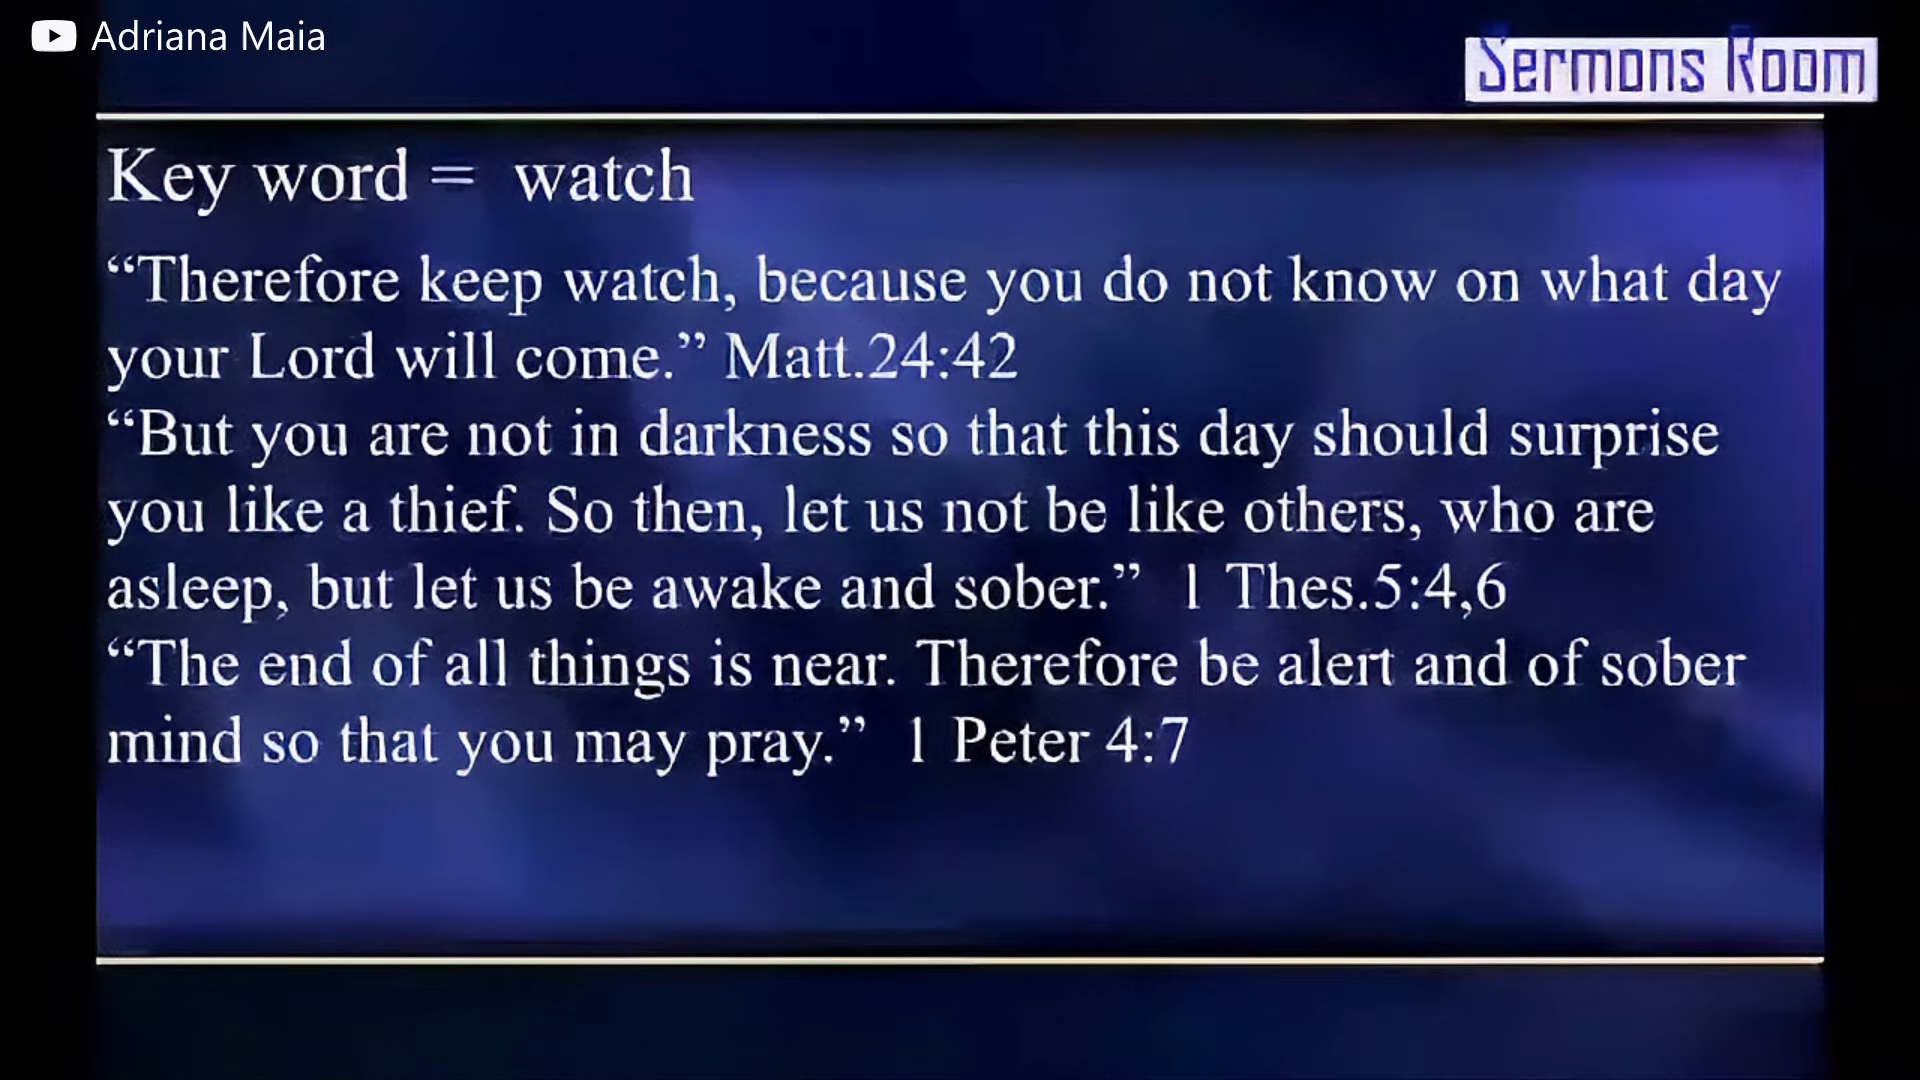 Adriana Maia
Sermons Room
Key word = watch
“Therefore keep watch, because you do not know on what day
your Lord will come.” Matt.24:42
“But you are not in darkness so that this day should surprise
you like a thief. So then, let us not be like others, who are
asleep, but let us be awake and sober.” 1 Thes.5:4,6
“The end of all things is near. Therefore be alert and of sober
mind so that you may pray.” 1 Peter 4:7